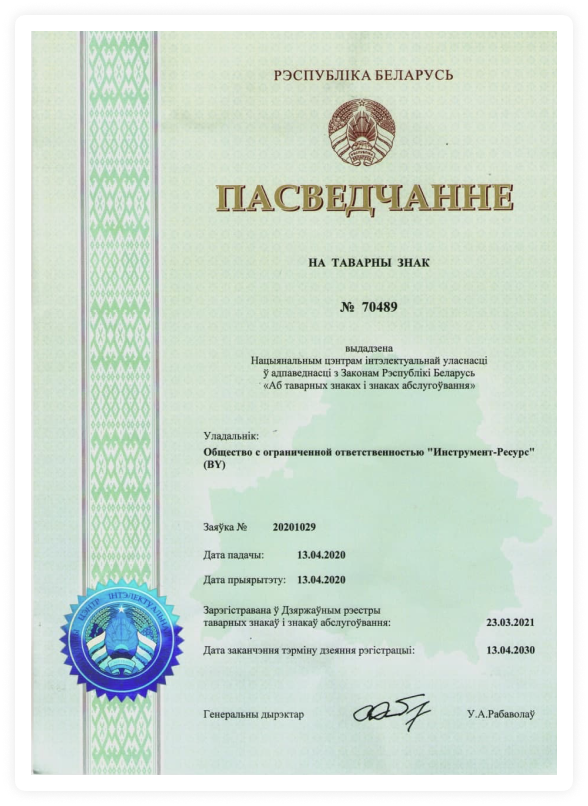 РЭСПУБЛІКА БЕЛАРУСЬ
ПАСВЕДЧАННЕ
НА ТАВАРНЫ ЗНАК
№ 70489
выдадзена
Нацыянальным цэнтрам інтэлектуальнай уласнасці
ў адпаведнасці з Законам Рэспублікі Беларусь
«Аб таварных знаках і знаках абслугоўвання»
Уладальнік:
Общество с ограниченной ответственностью "Инструмент-Ресурс"
(BY)
Заяўка № 20201029
Дата падачы: 13.04.2020
Дата прыярытэту: 13.04.2020
Зарэгістравана ў Дзяржаўным рэестры
таварных знакаў і знакаў абслугоўвання: 23.03.2021
Дата заканчэння тэрміну дзеяння рэгістрацыі: 13.04.2030
ЦЭНТР ІНТЭЛЕКТУАЛЬНАЙ
Генеральны дырэктар У.А.Рабаволаў